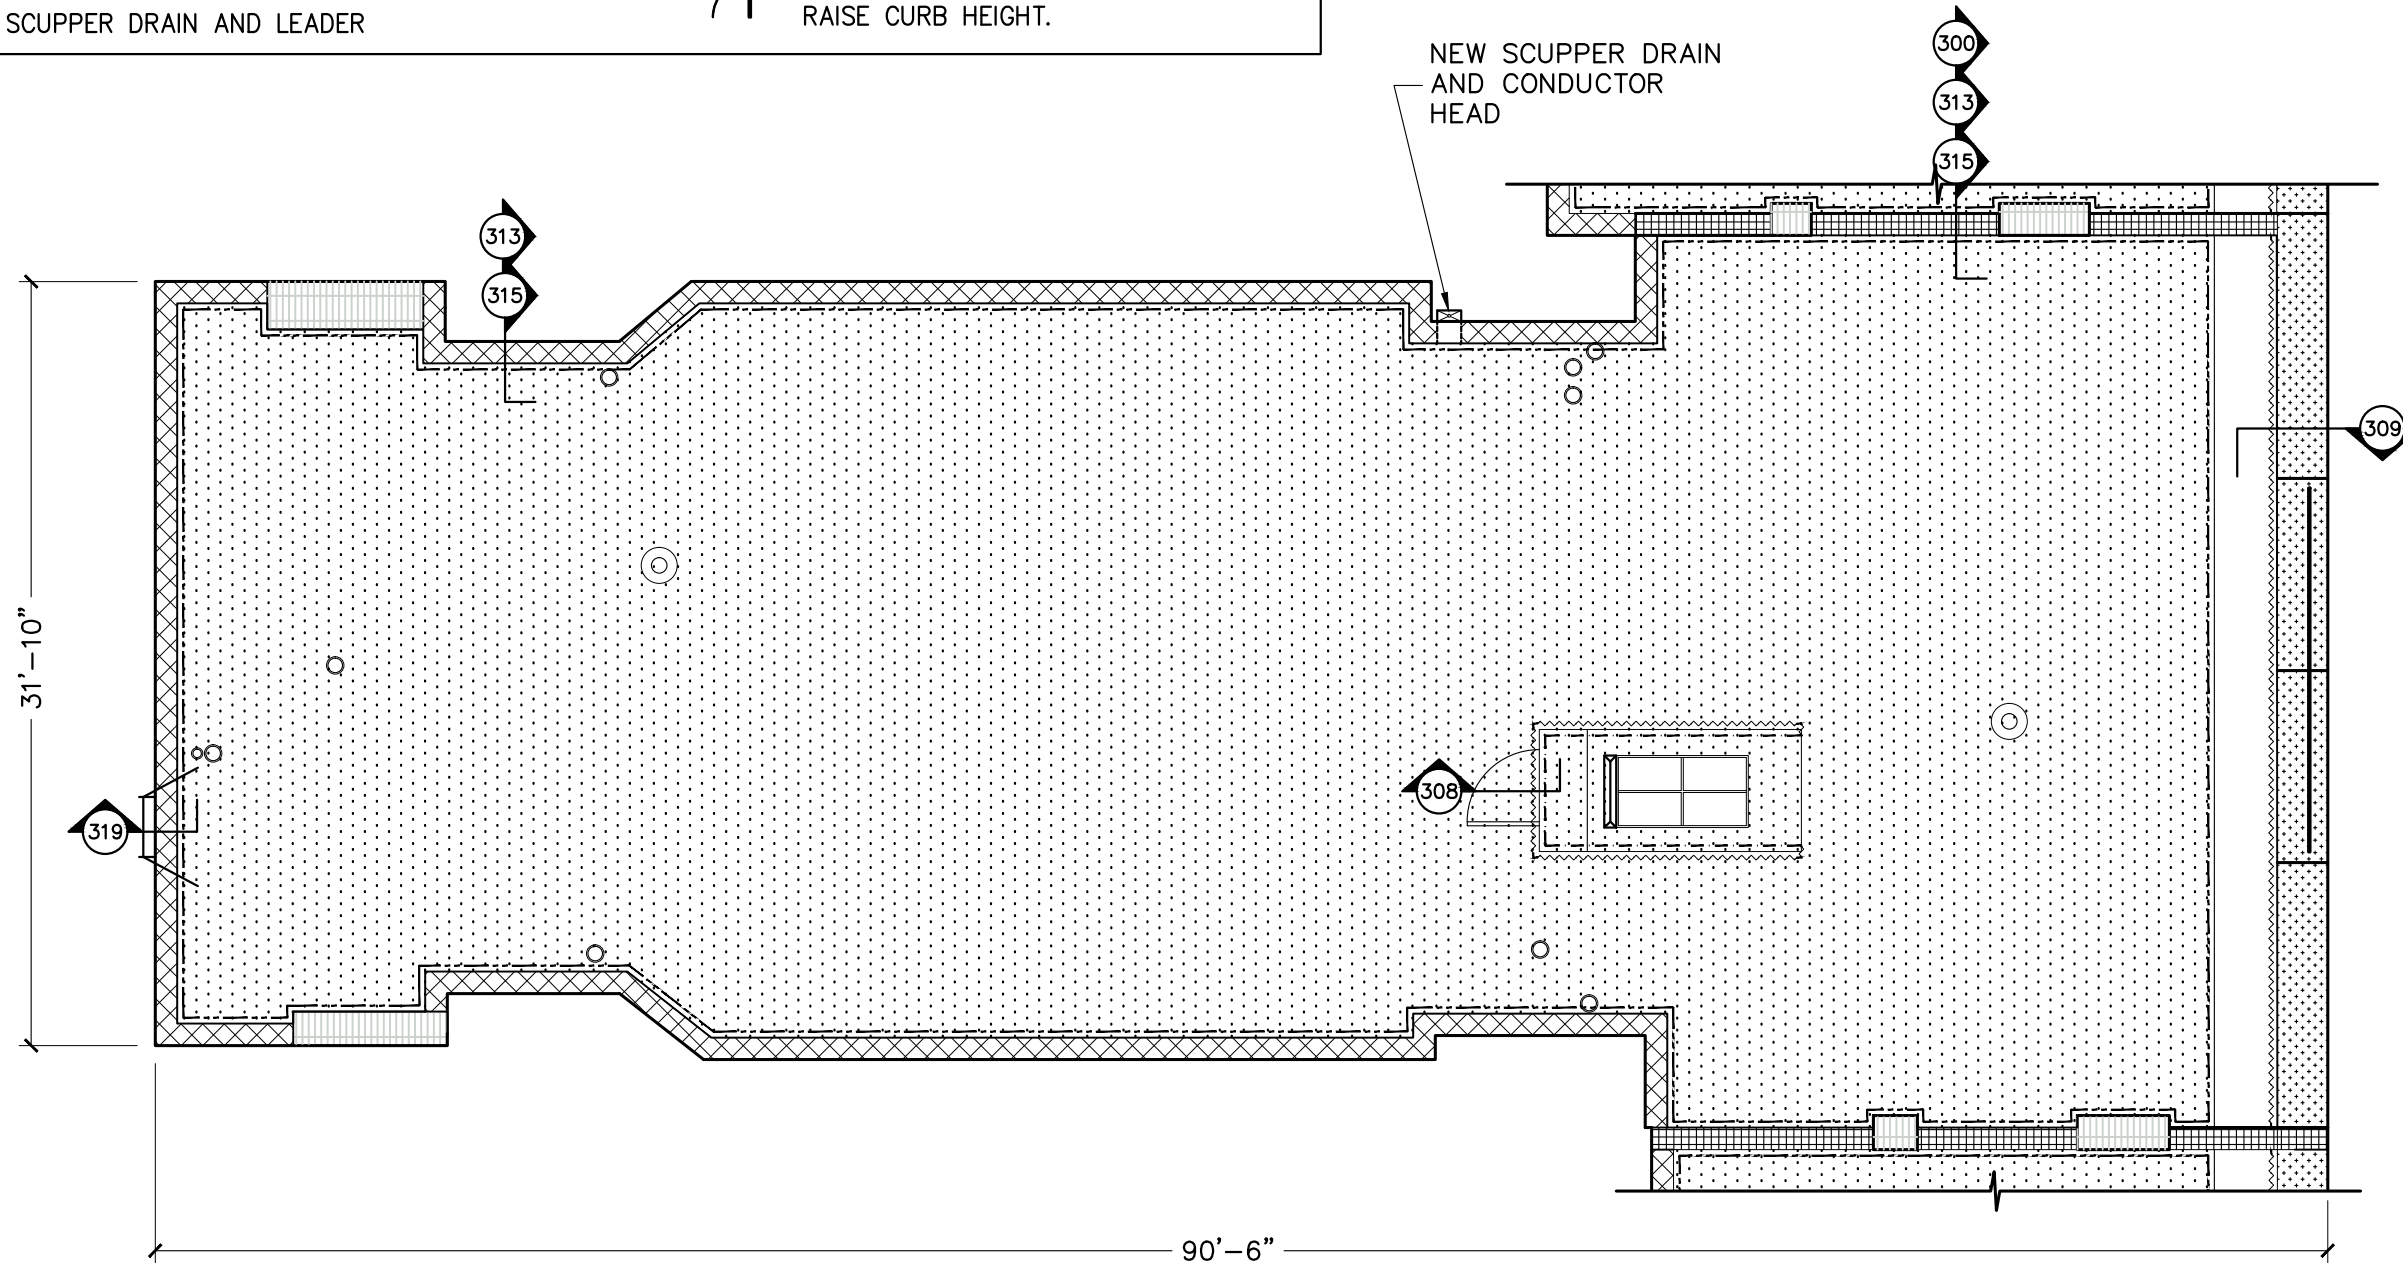 SCUPPER DRAIN AND LEADER
RAISE CURB HEIGHT.
NEW SCUPPER DRAIN
AND CONDUCTOR
HEAD
300
313
315
313
315
309
31'-10"
308
319
90'-6"